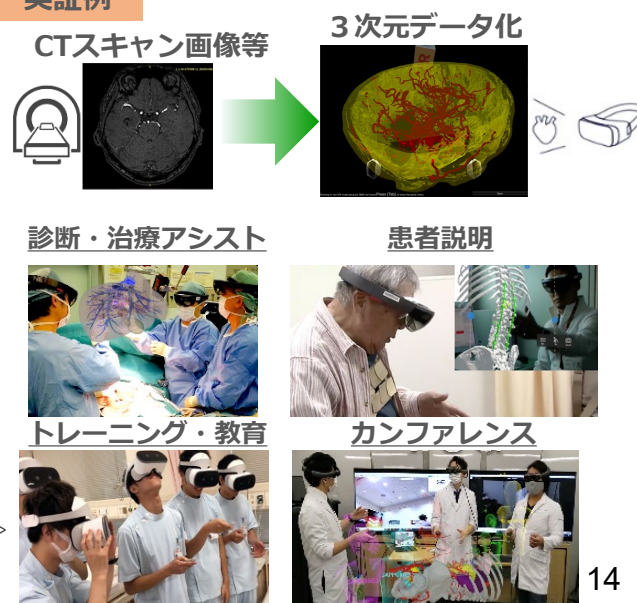 実証例
CTスキャン画像等
３次元データ化
R
診断・治療アシスト
患者説明
トレーニング・教育
カンファレンス
14